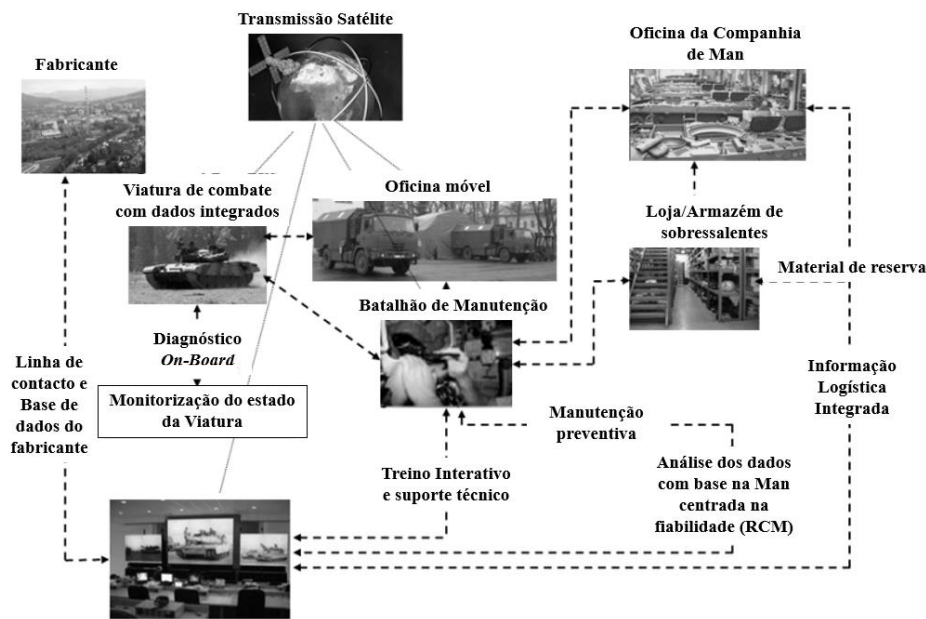 Transmissão Satélite
Oficina da Companhia
de Man
Fabricante
Viatura de combate
com dados integrados
Oficina móvel
Loja/Armazém de
sobressalentes
Material de reserva
Batalhão de Manutenção
Diagnóstico
On-Board
Linha de
contacto e
Base de
dados do
fabricante
Monitorização do estado
da Viatura
Informação
Logística
Integrada
Manutenção
preventiva
Treino Interativo
e suporte técnico
Análise dos dados
com base na Man
centrada na
fiabilidade (RCM)